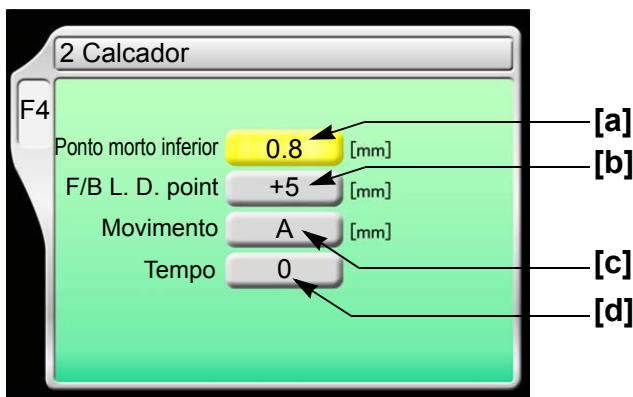 2 Calcador
F4
Ponto morto inferior 0.8 [mm] [a]
F/B L. D. point +5 [mm] [b]
Movimento A [mm] [c]
Tempo 0 [d]